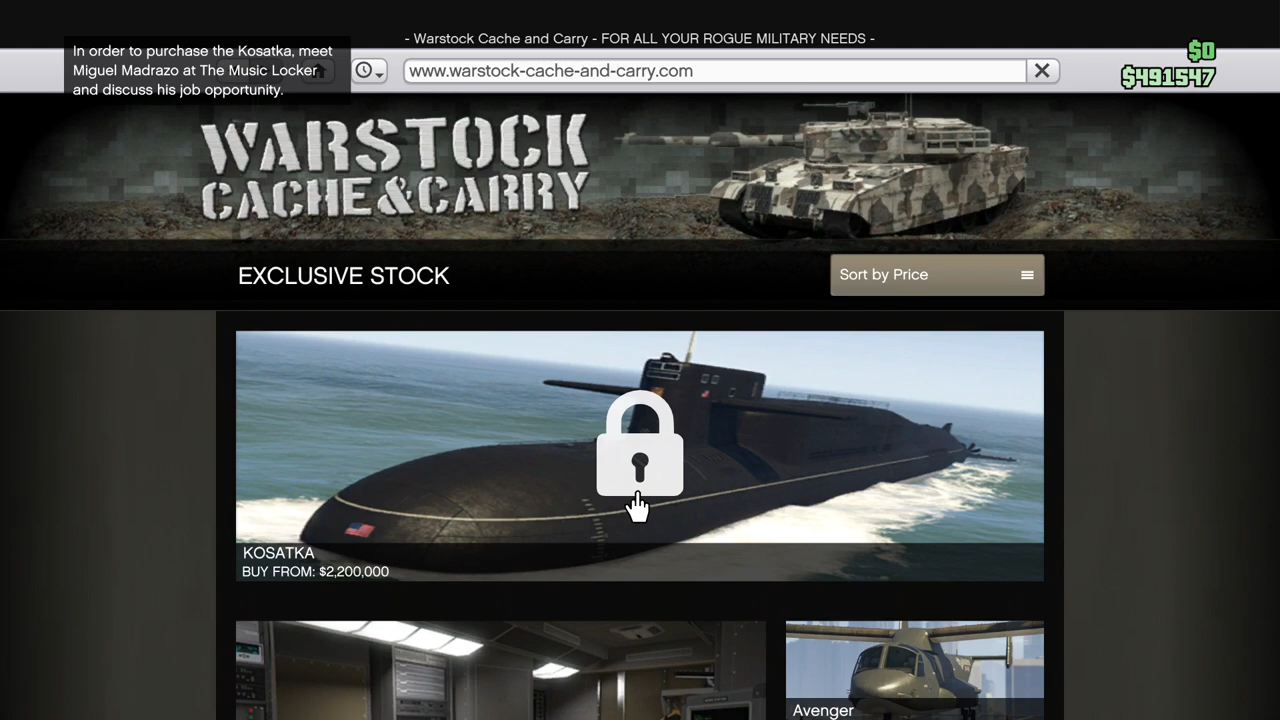 - Warstock Cache and Carry - FOR ALL YOUR ROGUE MILITARY NEEDS -
In order to purchase the Kosatka, meet
Miguel Madrazo at The Music Locker
and discuss his job opportunity.
www.warstock-cache-and-carry.com
$0
$491547
WARSTOCK
CACHE&CARRY
EXCLUSIVE STOCK
Sort by Price
KOSATKA
BUY FROM: $2,200,000
Avenger